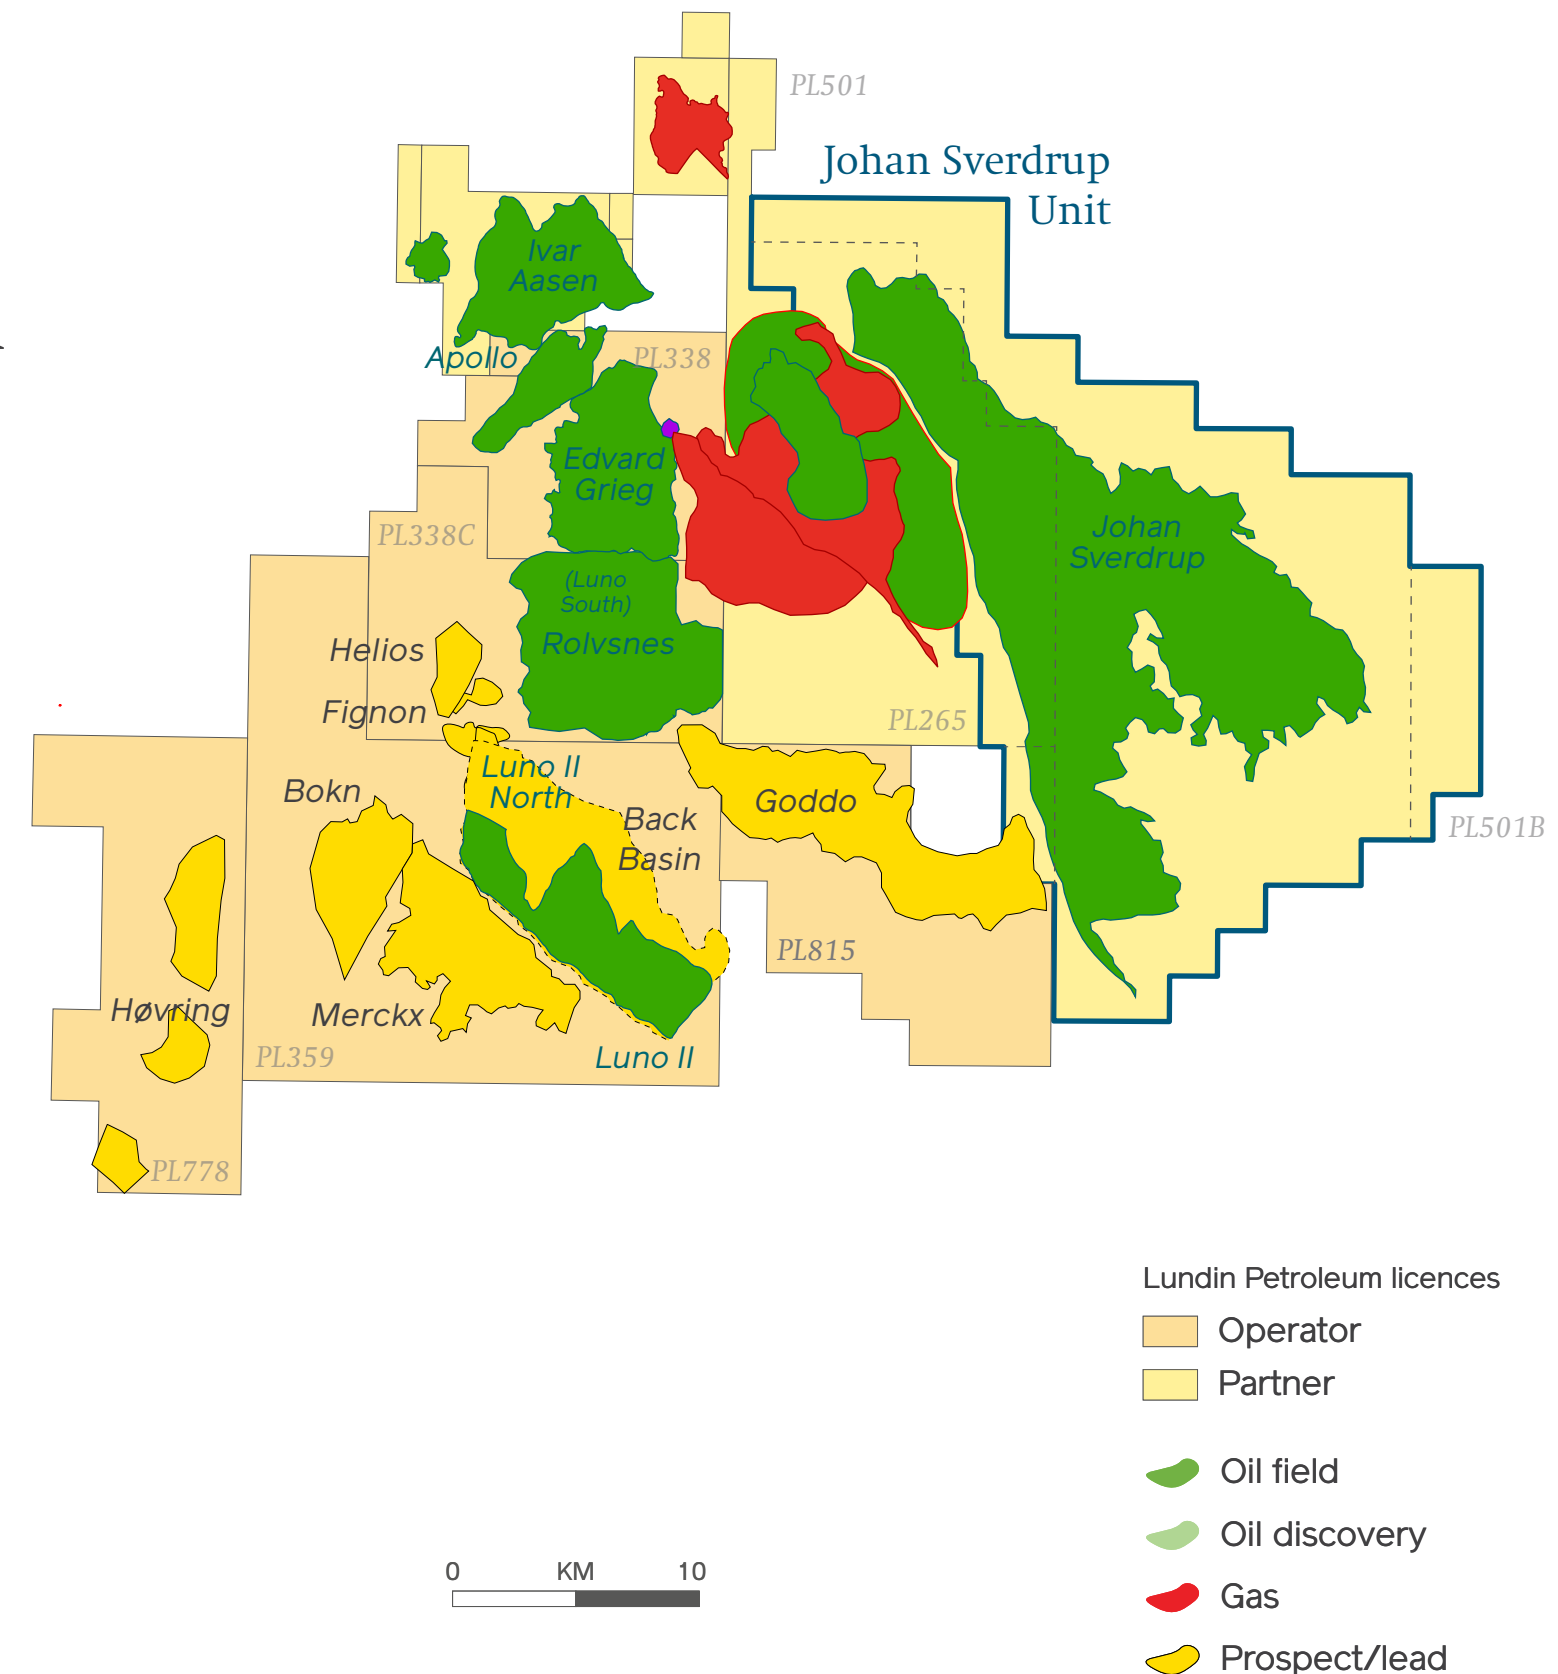 PL501
Johan Sverdrup
Unit
Ivar
Aasen
Apollo
PL338
Edvard
Grieg
PL338C
Johan
Sverdrup
(Luno
South)
Rolvsnes
Helios
Fignon
PL265
Luno II
North
Bokn
Back
Basin
Goddo
PL501B
PL815
Høvring
Merckx
PL359
Luno II
PL778
Lundin Petroleum licences
Operator
Partner
Oil field
Oil discovery
Gas
Prospect/lead
0 KM 10